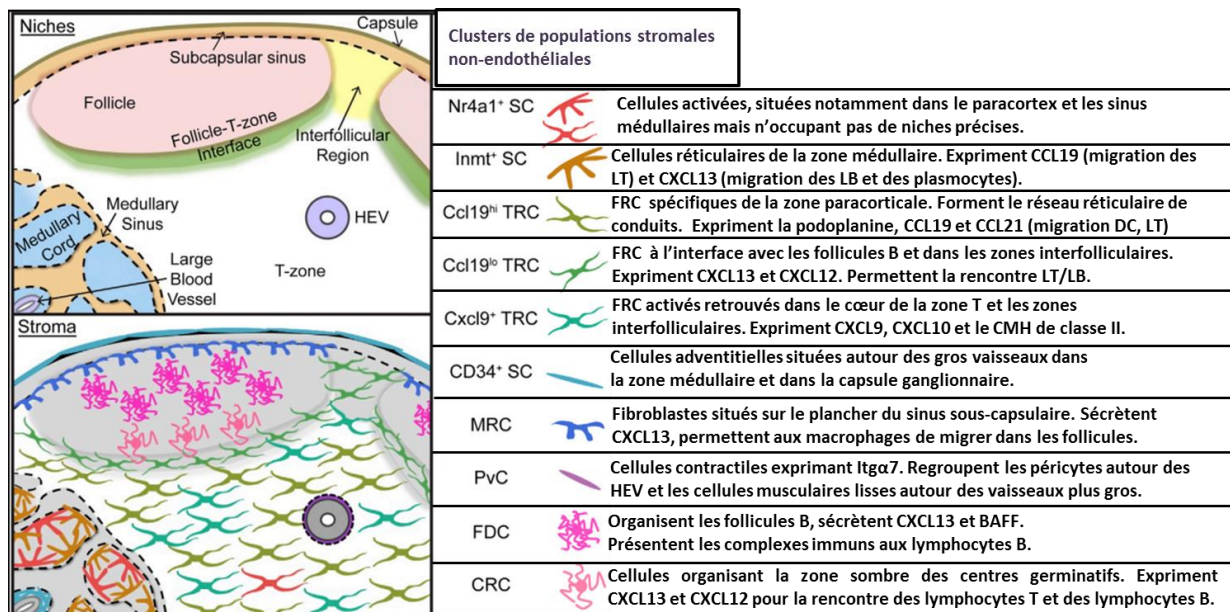 Niches
Capsule
Subcapsular sinus
Follicle
Follicle-T-zone
Interface
Interfollicular
Region
Medullary
Sinus
Medullary
Cord
HEV
Large
Blood
Vessel
T-zone
Stroma
Clusters de populations stromales
non-endothéliales
Nr4a1⁺ SC
Cellules activées, situées notamment dans le paracortex et les sinus
médullaires mais n’occupant pas de niches précises.
Inmt⁺ SC
Cellules réticulaires de la zone médullaire. Expriment CCL19 (migration des
LT) et CXCL13 (migration des LB et des plasmocytes).
Ccl19ʰⁱ TRC
FRC spécifiques de la zone paracorticale. Forment le réseau réticulaire de
conduits. Expriment la podoplanine, CCL19 et CCL21 (migration DC, LT)
Ccl19ˡᵒ TRC
FRC à l’interface avec les follicules B et dans les zones interfolliculaires.
Expriment CXCL13 et CXCL12. Permettent la rencontre LT/LB.
Cxcl9⁺ TRC
FRC activés retrouvés dans le cœur de la zone T et les zones
interfolliculaires. Expriment CXCL9, CXCL10 et le CMH de classe II.
CD34⁺ SC
Cellules adventitielles situées autour des gros vaisseaux dans
la zone médullaire et dans la capsule ganglionnaire.
MRC
Fibroblastes situés sur le plancher du sinus sous-capsulaire. Sécrètent
CXCL13, permettent aux macrophages de migrer dans les follicules.
PvC
Cellules contractiles exprimant Itgα7. Regroupent les péricytes autour des
HEV et les cellules musculaires lisses autour des vaisseaux plus gros.
FDC
Organisent les follicules B, sécrètent CXCL13 et BAFF.
Présentent les complexes immuns aux lymphocytes B.
CRC
Cellules organisant la zone sombre des centres germinatifs. Expriment
CXCL13 et CXCL12 pour la rencontre des lymphocytes T et des lymphocytes B.